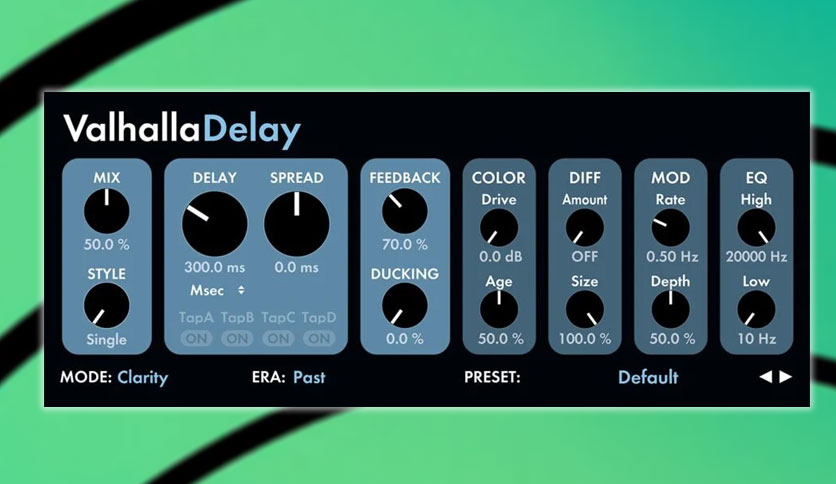 ValhallaDelay
MIX
50.0 %
STYLE
Single
DELAY SPREAD
300.0 ms 0.0 ms
Msec
TapA TapB TapC TapD
ON ON ON ON
FEEDBACK
70.0 %
DUCKING
0.0 %
COLOR
Drive
0.0 dB
Age
50.0 %
DIFF
Amount
OFF
Size
100.0 %
MOD
Rate
0.50 Hz
Depth
50.0 %
EQ
High
20000 Hz
Low
10 Hz
MODE: Clarity ERA: Past PRESET: Default